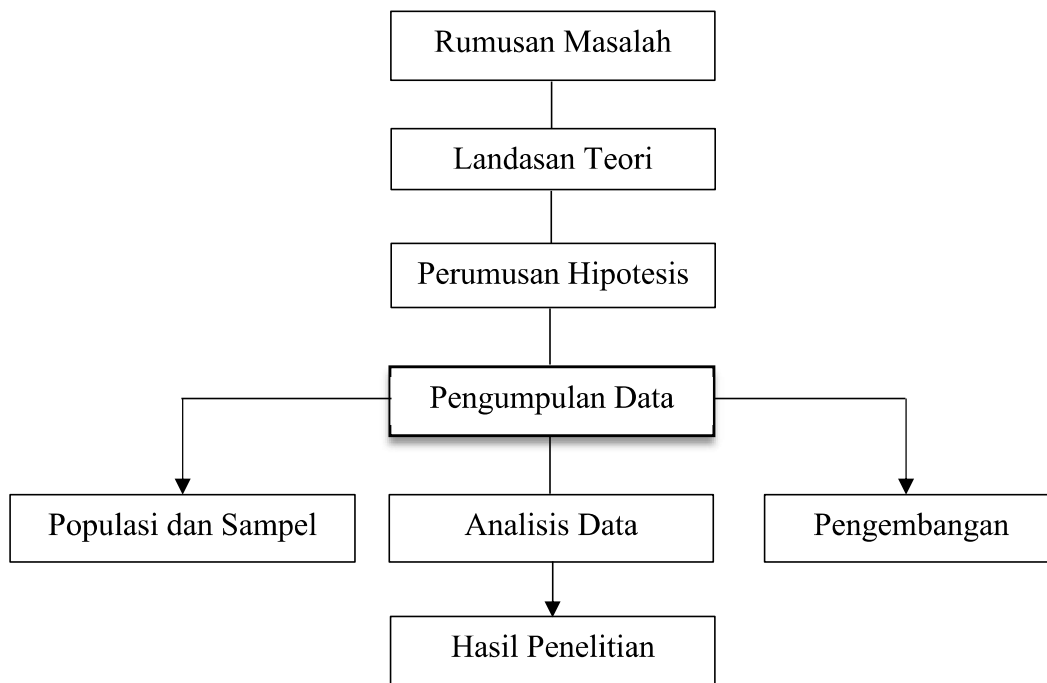 Rumusan Masalah
Landasan Teori
Perumusan Hipotesis
Pengumpulan Data
Populasi dan Sampel
Analisis Data
Pengembangan
Hasil Penelitian